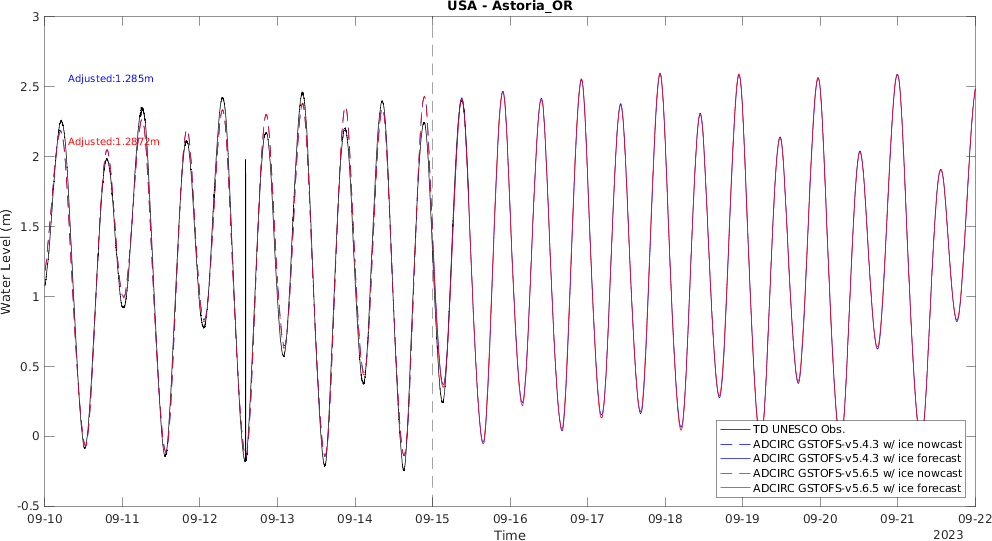 USA - Astoria_OR
3
2.5
2
1.5
1
0.5
0
-0.5
Water Level (m)
Adjusted:1.285m
Adjusted:1.2872m
TD UNESCO Obs.
ADCIRC GSTOFS-v5.4.3 w/ ice nowcast
ADCIRC GSTOFS-v5.4.3 w/ ice forecast
ADCIRC GSTOFS-v5.6.5 w/ ice nowcast
ADCIRC GSTOFS-v5.6.5 w/ ice forecast
09-10 09-11 09-12 09-13 09-14 09-15 09-16 09-17 09-18 09-19 09-20 09-21 09-22
Time
2023